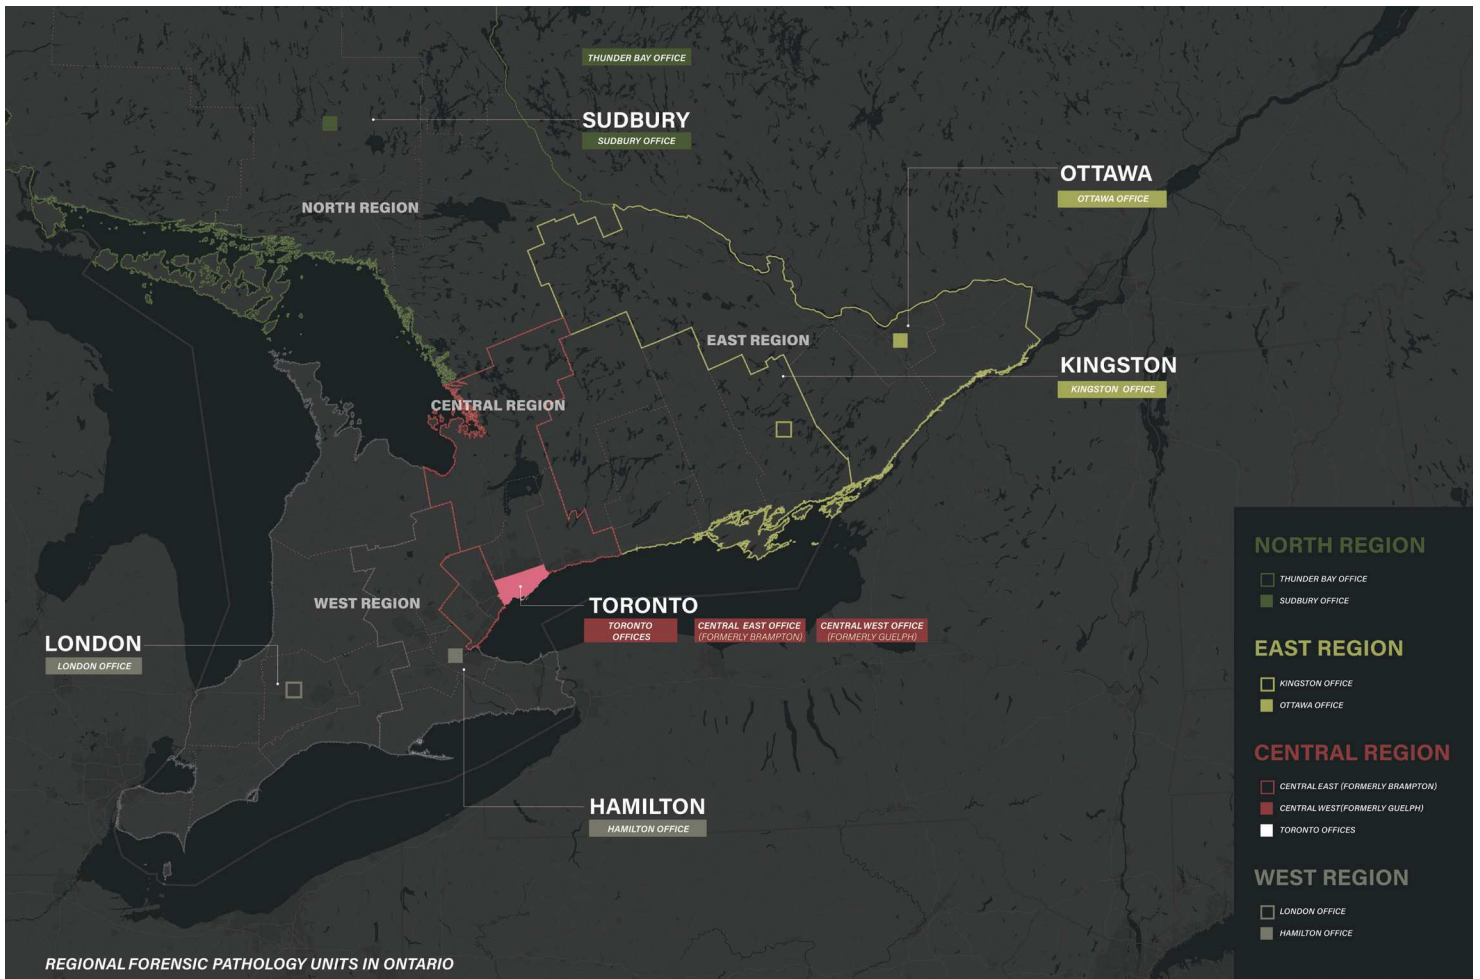 THUNDER BAY OFFICE
SUDBURY
SUDBURY OFFICE
OTTAWA
OTTAWA OFFICE
NORTH REGION
EAST REGION
KINGSTON
KINGSTON OFFICE
CENTRAL REGION
WEST REGION
TORONTO
TORONTO
OFFICES
CENTRAL EAST OFFICE
(FORMERLY BRAMPTON)
CENTRAL WEST OFFICE
(FORMERLY GUELPH)
LONDON
LONDON OFFICE
HAMILTON
HAMILTON OFFICE
NORTH REGION
THUNDER BAY OFFICE
SUDBURY OFFICE
EAST REGION
KINGSTON OFFICE
OTTAWA OFFICE
CENTRAL REGION
CENTRAL EAST (FORMERLY BRAMPTON)
CENTRAL WEST(FORMERLY GUELPH)
TORONTO OFFICES
WEST REGION
LONDON OFFICE
HAMILTON OFFICE
REGIONAL FORENSIC PATHOLOGY UNITS IN ONTARIO